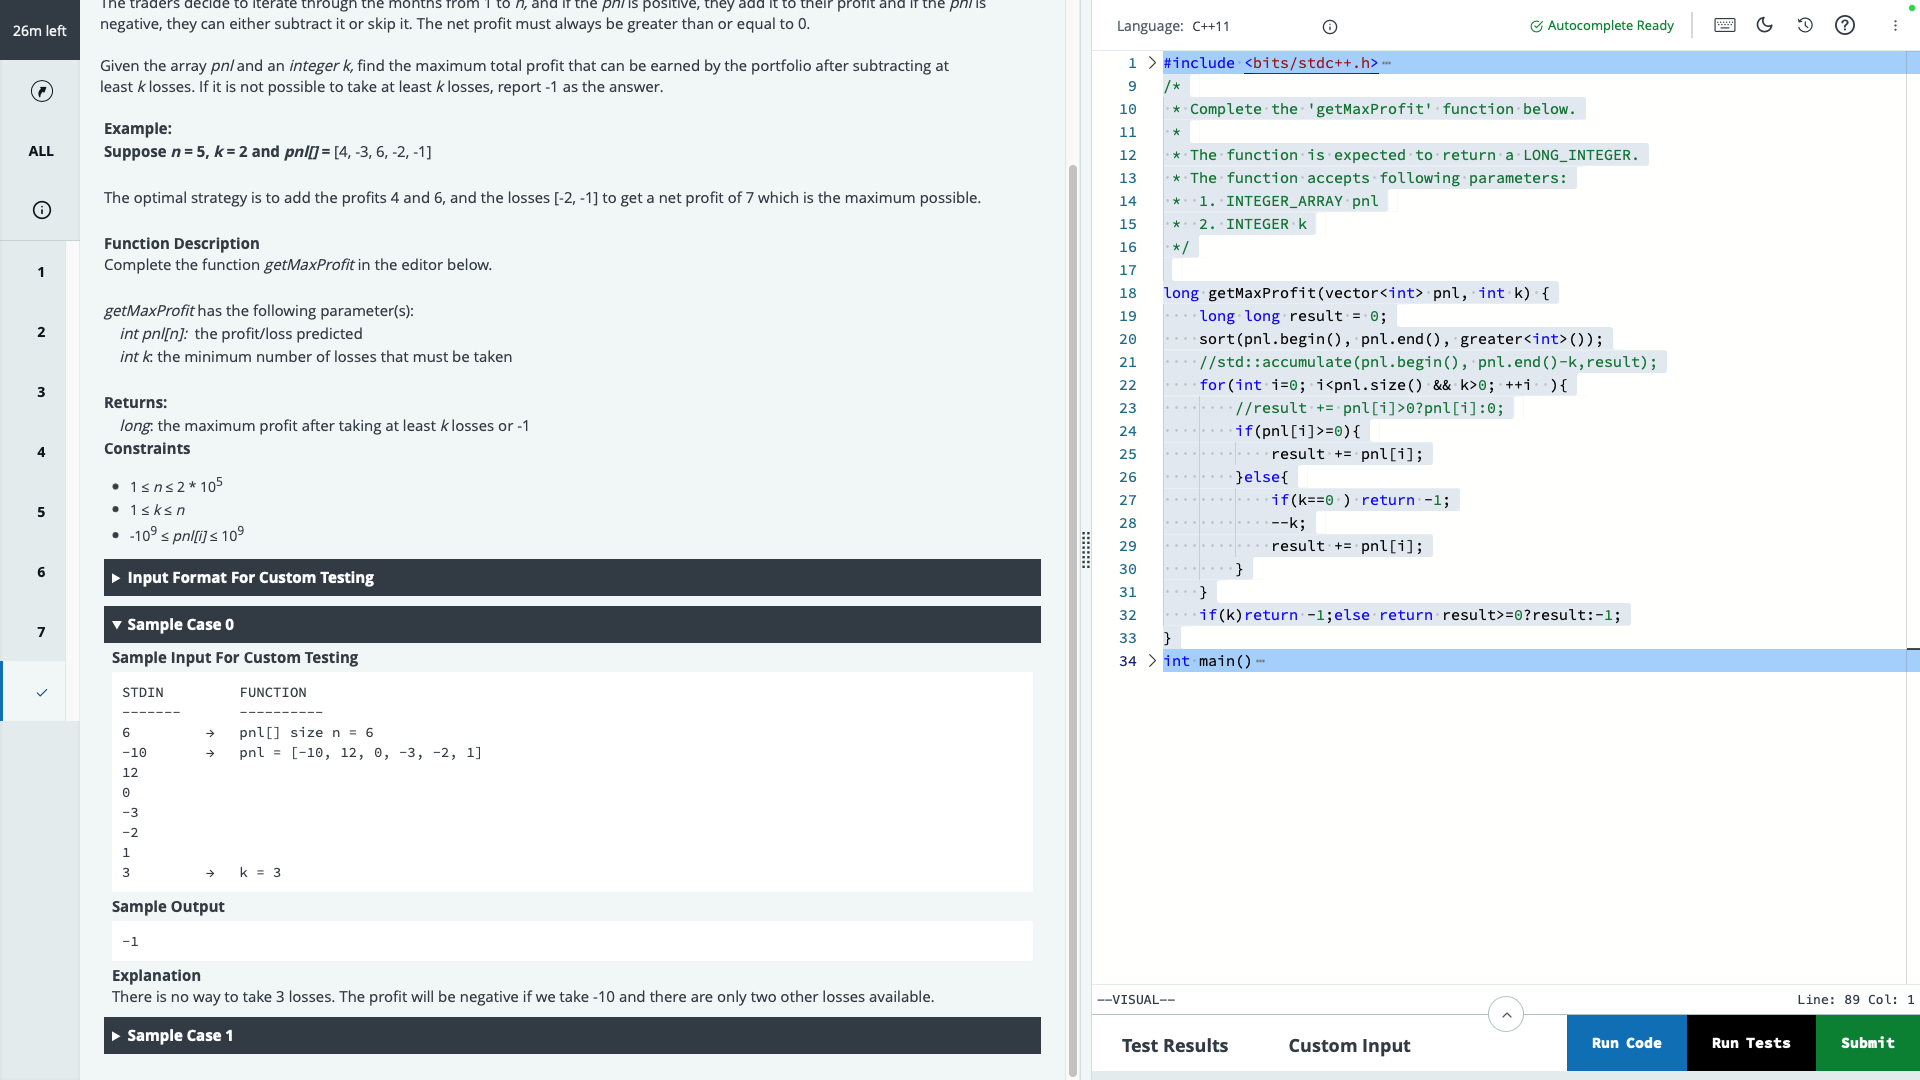 26m left
ALL
1
2
3
4
5
6
7
The traders decide to iterate through the months from 1 to n, and if the pnl is positive, they add it to their profit and if the pnl is
negative, they can either subtract it or skip it. The net profit must always be greater than or equal to 0.
Given the array pnl and an integer k, find the maximum total profit that can be earned by the portfolio after subtracting at
least k losses. If it is not possible to take at least k losses, report -1 as the answer.
Example:
Suppose n = 5, k = 2 and pnl[] = [4, -3, 6, -2, -1]
The optimal strategy is to add the profits 4 and 6, and the losses [-2, -1] to get a net profit of 7 which is the maximum possible.
Function Description
Complete the function getMaxProfit in the editor below.
getMaxProfit has the following parameter(s):
int pnl[n]: the profit/loss predicted
int k: the minimum number of losses that must be taken
Returns:
long: the maximum profit after taking at least k losses or -1
Constraints
• 1 ≤ n ≤ 2 * 10^5
• 1 ≤ k ≤ n
• -10^9 ≤ pnl[i] ≤ 10^9
▶ Input Format For Custom Testing
▼ Sample Case 0
Sample Input For Custom Testing
STDIN FUNCTION
------- ----------
6 → pnl[] size n = 6
-10 → pnl = [-10, 12, 0, -3, -2, 1]
12
0
-3
-2
1
3 → k = 3
Sample Output
-1
Explanation
There is no way to take 3 losses. The profit will be negative if we take -10 and there are only two other losses available.
▶ Sample Case 1
Language: C++11
Autocomplete Ready
1 > #include <bits/stdc++.h> ⋯
9 /*
10 * Complete the 'getMaxProfit' function below.
11 *
12 * The function is expected to return a LONG_INTEGER.
13 * The function accepts following parameters:
14 * 1. INTEGER_ARRAY pnl
15 * 2. INTEGER k
16 */
17
18 long getMaxProfit(vector<int> pnl, int k) {
19 long long result = 0;
20 sort(pnl.begin(), pnl.end(), greater<int>());
21 //std::accumulate(pnl.begin(), pnl.end()-k,result);
22 for(int i=0; i<pnl.size() && k>0; ++i ){
23 //result += pnl[i]>0?pnl[i]:0;
24 if(pnl[i]>=0){
25 result += pnl[i];
26 }else{
27 if(k==0 ) return -1;
28 --k;
29 result += pnl[i];
30 }
31 }
32 if(k)return -1;else return result>=0?result:-1;
33 }
34 > int main() ⋯
--VISUAL--
Line: 89 Col: 1
Test Results
Custom Input
Run Code
Run Tests
Submit